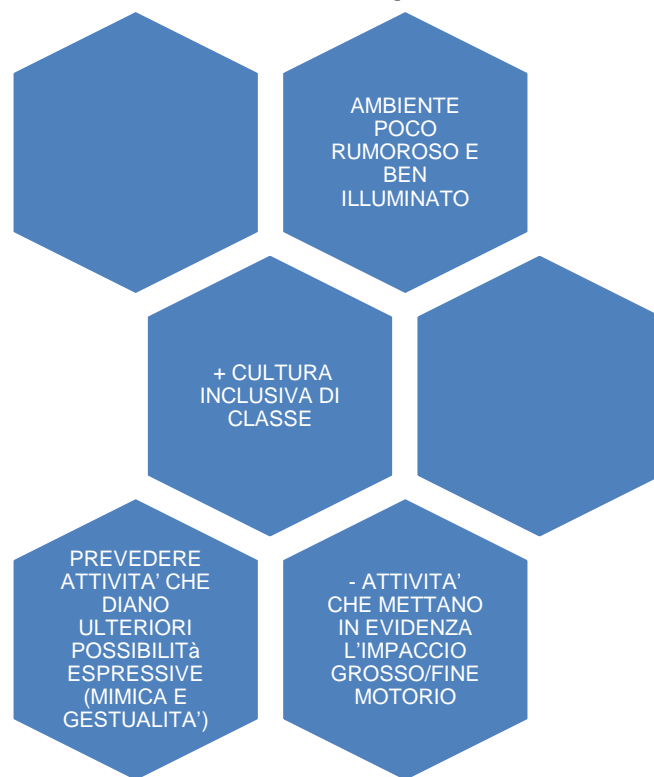 AMBIENTE
POCO
RUMOROSO E
BEN
ILLUMINATO
+ CULTURA
INCLUSIVA DI
CLASSE
PREVEDERE
ATTIVITA’ CHE
DIANO
ULTERIORI
POSSIBILITà
ESPRESSIVE
(MIMICA E
GESTUALITA’)
- ATTIVITA’
CHE METTANO
IN EVIDENZA
L’IMPACCIO
GROSSO/FINE
MOTORIO